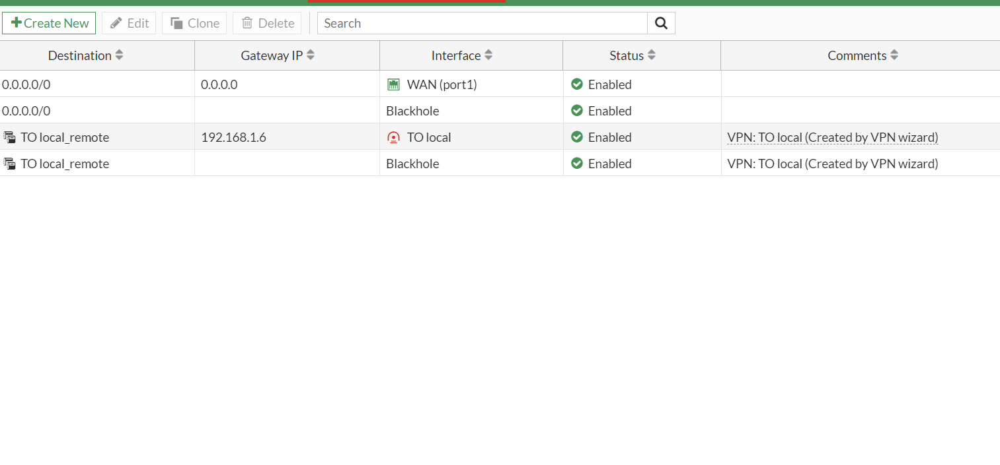 Create New Edit Clone Delete Search
Destination Gateway IP Interface Status Comments
0.0.0.0/0 0.0.0.0 WAN (port1) Enabled
0.0.0.0/0 Blackhole Enabled
TO local_remote 192.168.1.6 TO local Enabled VPN: TO local (Created by VPN wizard)
TO local_remote Blackhole Enabled VPN: TO local (Created by VPN wizard)